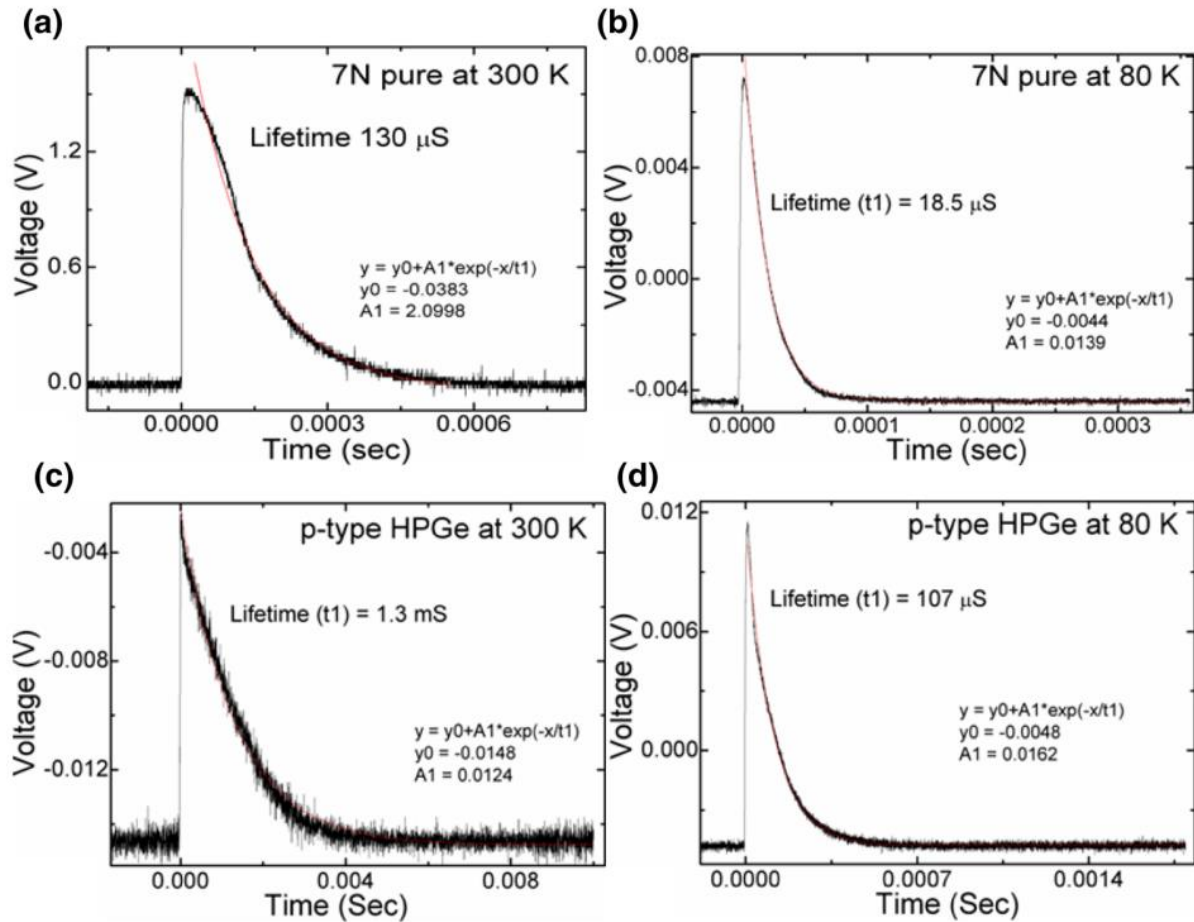 (a)
7N pure at 300 K
Lifetime 130 μS
y = y0+A1*exp(-x/t1)
y0 = -0.0383
A1 = 2.0998
Voltage (V)
1.2
0.6
0.0
0.0000 0.0003 0.0006
Time (sec)
(b)
7N pure at 80 K
Lifetime (t1) = 18.5 μS
y = y0+A1*exp(-x/t1)
y0 = -0.0044
A1 = 0.0139
Voltage (V)
0.008
0.004
0.000
-0.004
0.0000 0.0001 0.0002 0.0003
Time (sec)
(c)
p-type HPGe at 300 K
Lifetime (t1) = 1.3 mS
y = y0+A1*exp(-x/t1)
y0 = -0.0148
A1 = 0.0124
Voltage (V)
-0.004
-0.008
-0.012
0.000 0.004 0.008
Time (Sec)
(d)
p-type HPGe at 80 K
Lifetime (t1) = 107 μS
y = y0+A1*exp(-x/t1)
y0 = -0.0048
A1 = 0.0162
Voltage (V)
0.012
0.006
0.000
0.0000 0.0007 0.0014
Time (Sec)